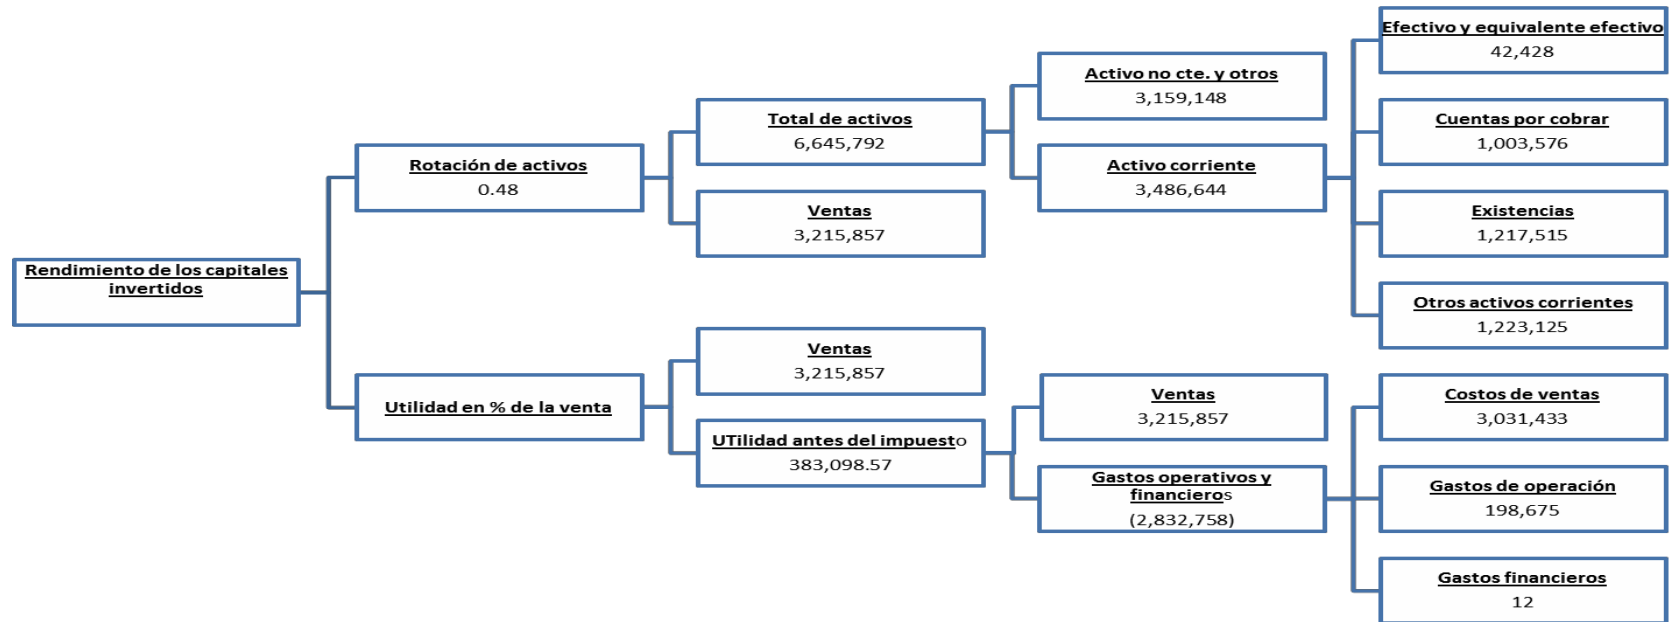 Rendimiento de los capitales
invertidos
Rotación de activos
0.48
Utilidad en % de la venta
Total de activos
6,645,792
Ventas
3,215,857
Ventas
3,215,857
UTilidad antes del impuesto
383,098.57
Activo no cte. y otros
3,159,148
Activo corriente
3,486,644
Ventas
3,215,857
Gastos operativos y
financieros
(2,832,758)
Efectivo y equivalente efectivo
42,428
Cuentas por cobrar
1,003,576
Existencias
1,217,515
Otros activos corrientes
1,223,125
Costos de ventas
3,031,433
Gastos de operación
198,675
Gastos financieros
12